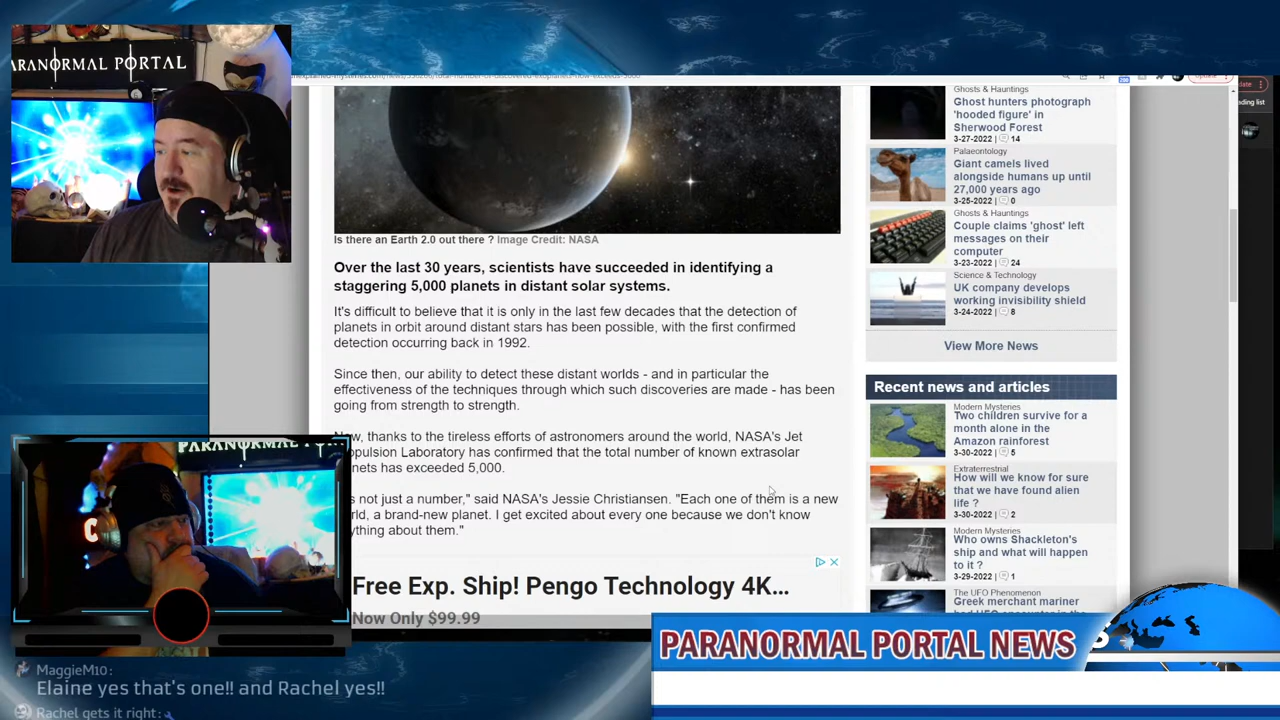 ARANORMAL PORTAL
Is there an Earth 2.0 out there ? Image Credit: NASA
Over the last 30 years, scientists have succeeded in identifying a
staggering 5,000 planets in distant solar systems.
It's difficult to believe that it is only in the last few decades that the detection of
planets in orbit around distant stars has been possible, with the first confirmed
detection occurring back in 1992.
Since then, our ability to detect these distant worlds - and in particular the
effectiveness of the techniques through which such discoveries are made - has been
going from strength to strength.
w, thanks to the tireless efforts of astronomers around the world, NASA's Jet
opulsion Laboratory has confirmed that the total number of known extrasolar
nets has exceeded 5,000.
s not just a number," said NASA's Jessie Christiansen. "Each one of them is a new
rld, a brand-new planet. I get excited about every one because we don't know
ything about them."
Free Exp. Ship! Pengo Technology 4K...
Now Only $99.99
Ghosts & Hauntings
Ghost hunters photograph
'hooded figure' in
Sherwood Forest
3-27-2022 | 14
Palaeontology
Giant camels lived
alongside humans up until
27,000 years ago
3-25-2022 | 0
Ghosts & Hauntings
Couple claims 'ghost' left
messages on their
computer
3-23-2022 | 24
Science & Technology
UK company develops
working invisibility shield
3-24-2022 | 8
View More News
Recent news and articles
Modern Mysteries
Two children survive for a
month alone in the
Amazon rainforest
3-30-2022 | 5
Extraterrestrial
How will we know for sure
that we have found alien
life ?
3-30-2022 | 2
Modern Mysteries
Who owns Shackleton's
ship and what will happen
to it ?
3-29-2022 | 1
The UFO Phenomenon
Greek merchant mariner
date
ding list
PARANORMAL PORTAL
PARANORMAL PORTAL NEWS
S
MaggieM10:
Elaine yes that's one!! and Rachel yes!!
Rachel gets it right: